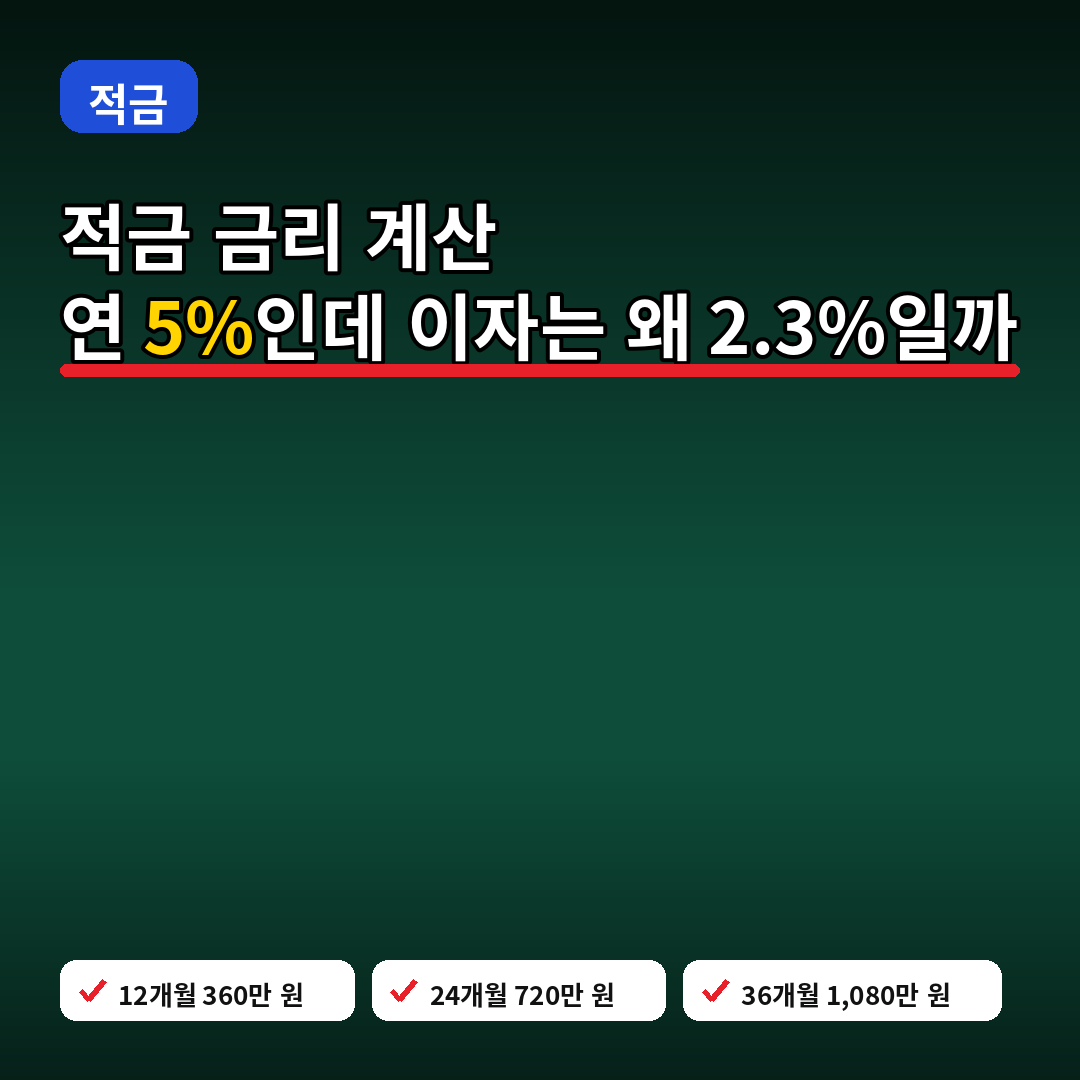 적금
적금 금리 계산
연 5%인데 이자는 왜 2.3%일까
12개월 360만 원
24개월 720만 원
36개월 1,080만 원